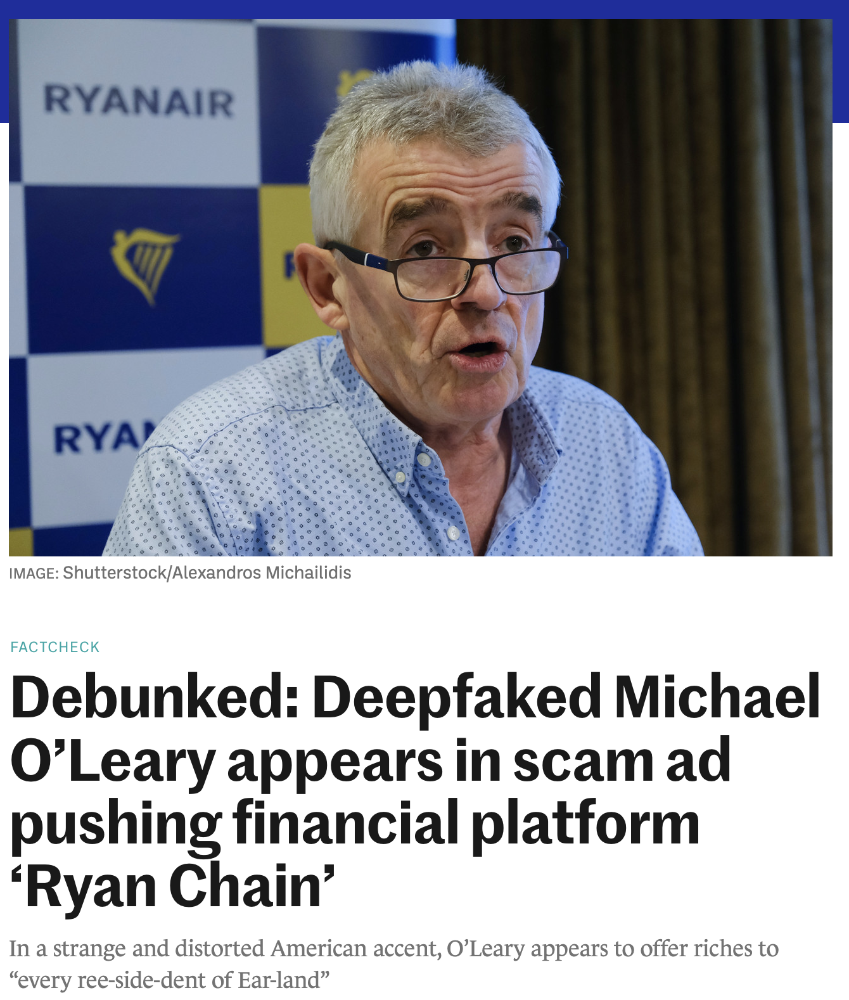 RYANAIR
R
RYAN
IMAGE: Shutterstock/Alexandros Michailidis
FACTCHECK
Debunked: Deepfaked Michael
O’Leary appears in scam ad
pushing financial platform
‘Ryan Chain’
In a strange and distorted American accent, O’Leary appears to offer riches to
“every ree-side-dent of Ear-land”